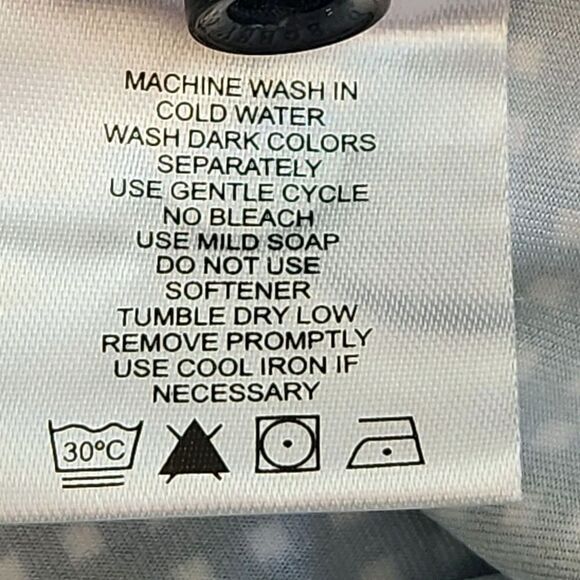 MACHINE WASH IN
COLD WATER
WASH DARK COLORS
SEPARATELY
USE GENTLE CYCLE
NO BLEACH
USE MILD SOAP
DO NOT USE
SOFTENER
TUMBLE DRY LOW
REMOVE PROMPTLY
USE COOL IRON IF
NECESSARY
30ºC